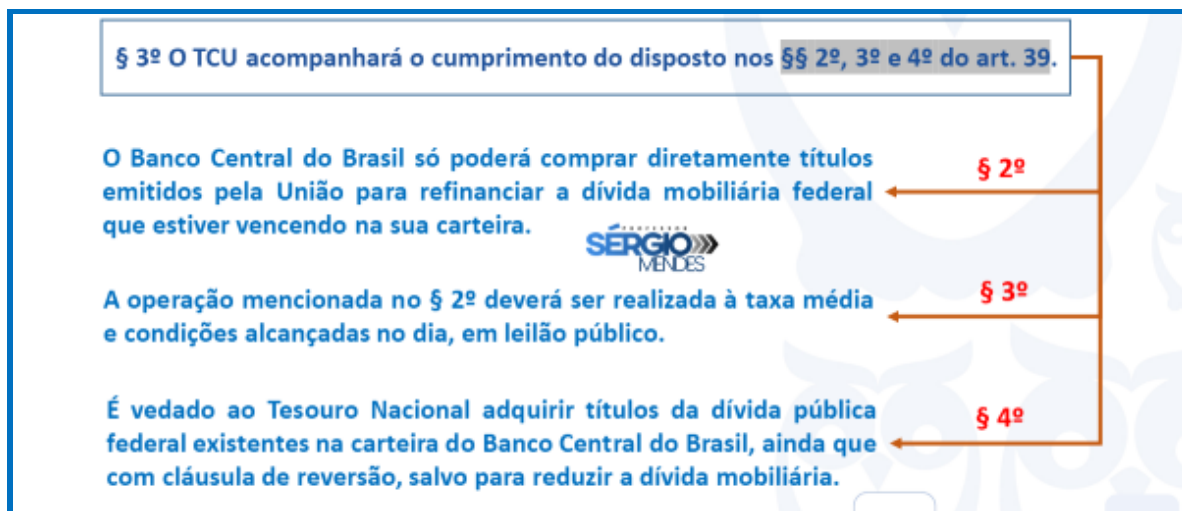 § 3º O TCU acompanhará o cumprimento do disposto nos §§ 2º, 3º e 4º do art. 39.
O Banco Central do Brasil só poderá comprar diretamente títulos
emitidos pela União para refinanciar a dívida mobiliária federal
que estiver vencendo na sua carteira.
§ 2º
PROFESSOR
SÉRGIO
MENDES
A operação mencionada no § 2º deverá ser realizada à taxa média
e condições alcançadas no dia, em leilão público.
§ 3º
É vedado ao Tesouro Nacional adquirir títulos da dívida pública
federal existentes na carteira do Banco Central do Brasil, ainda que
com cláusula de reversão, salvo para reduzir a dívida mobiliária.
§ 4º